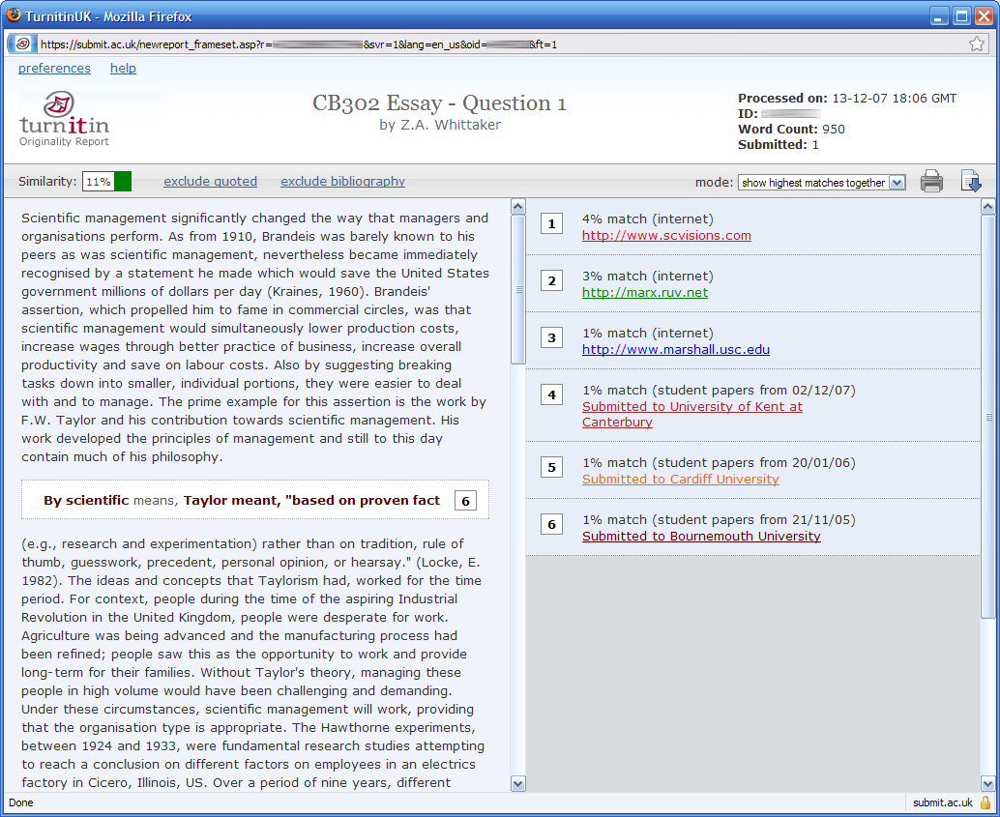 TurnitinUK - Mozilla Firefox
https://submit.ac.uk/newreport_frameset.asp?r= &svr=1&lang=en_us&oid= &ft=1
preferences help
turnitin
Originality Report
CB302 Essay - Question 1
by Z.A. Whittaker
Processed on: 13-12-07 18:06 GMT
ID:
Word Count: 950
Submitted: 1
Similarity: 11% exclude quoted exclude bibliography mode: show highest matches together
Scientific management significantly changed the way that managers and
organisations perform. As from 1910, Brandeis was barely known to his
peers as was scientific management, nevertheless became immediately
recognised by a statement he made which would save the United States
government millions of dollars per day (Kraines, 1960). Brandeis'
assertion, which propelled him to fame in commercial circles, was that
scientific management would simultaneously lower production costs,
increase wages through better practice of business, increase overall
productivity and save on labour costs. Also by suggesting breaking
tasks down into smaller, individual portions, they were easier to deal
with and to manage. The prime example for this assertion is the work by
F.W. Taylor and his contribution towards scientific management. His
work developed the principles of management and still to this day
contain much of his philosophy.
By scientific means, Taylor meant, "based on proven fact 6
(e.g., research and experimentation) rather than on tradition, rule of
thumb, guesswork, precedent, personal opinion, or hearsay." (Locke, E.
1982). The ideas and concepts that Taylorism had, worked for the time
period. For context, people during the time of the aspiring Industrial
Revolution in the United Kingdom, people were desperate for work.
Agriculture was being advanced and the manufacturing process had
been refined; people saw this as the opportunity to work and provide
long-term for their families. Without Taylor's theory, managing these
people in high volume would have been challenging and demanding.
Under these circumstances, scientific management will work, providing
that the organisation type is appropriate. The Hawthorne experiments,
between 1924 and 1933, were fundamental research studies attempting
to reach a conclusion on different factors on employees in an electrics
factory in Cicero, Illinois, US. Over a period of nine years, different
1 4% match (internet)
http://www.scvisions.com
2 3% match (internet)
http://marx.ruv.net
3 1% match (internet)
http://www.marshall.usc.edu
4 1% match (student papers from 02/12/07)
Submitted to University of Kent at
Canterbury
5 1% match (student papers from 20/01/06)
Submitted to Cardiff University
6 1% match (student papers from 21/11/05)
Submitted to Bournemouth University
Done submit.ac.uk